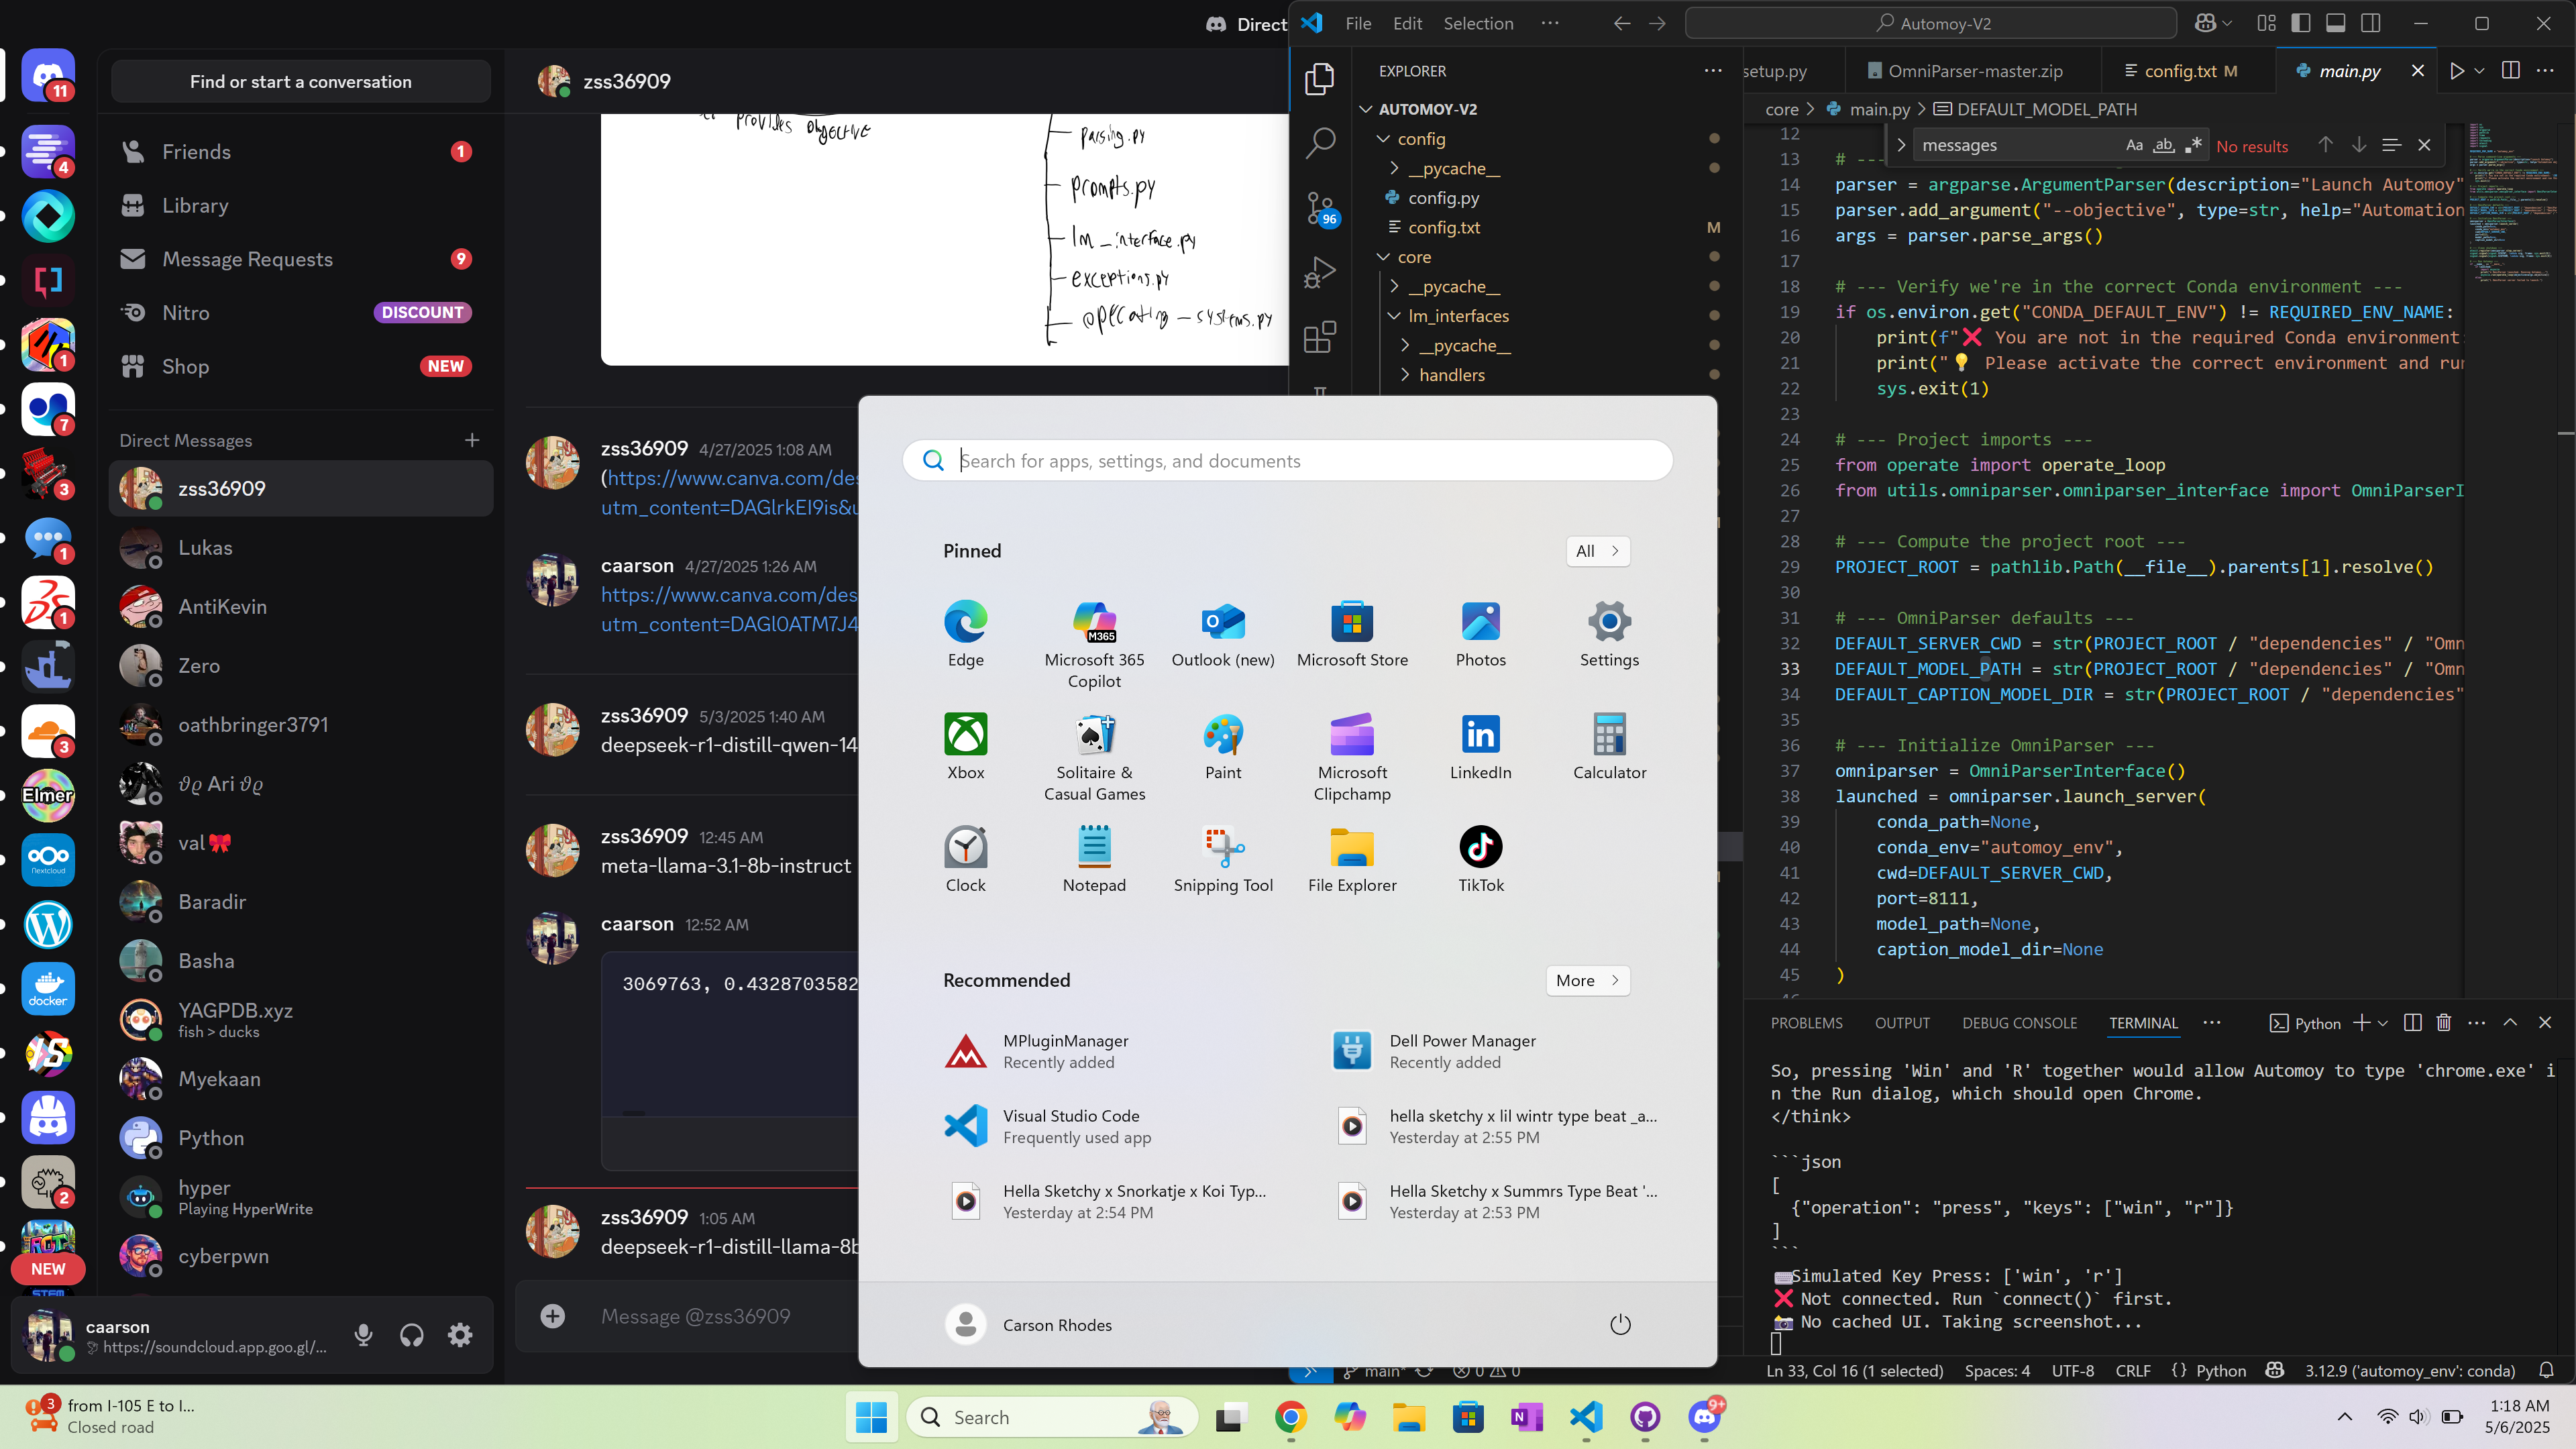 Direct
Find or start a conversation
Friends
1
Library
Message Requests
9
Nitro
DISCOUNT
Shop
NEW
Direct Messages
zss36909
Lukas
AntiKevin
Zero
oathbringer3791
Ari
val
Baradir
Basha
YAGPDB.xyz
fish > ducks
Myekaan
Python
hyper
Playing HyperWrite
cyberpwn
11
4
1
7
3
1
1
3
Elmer
nextcloud
docker
2
NEW
caarson
https://soundcloud.app.goo.gl/...
zss36909
provides objective
parsing.py
prompts.py
lm_interface.py
exceptions.py
operating-systems.py
zss36909 4/27/2025 1:08 AM
(https://www.canva.com/des
utm_content=DAGlrkEI9is&u
caarson 4/27/2025 1:26 AM
https://www.canva.com/des
utm_content=DAGl0ATM7J4
zss36909 5/3/2025 1:40 AM
deepseek-r1-distill-qwen-14
zss36909 12:45 AM
meta-llama-3.1-8b-instruct
caarson 12:52 AM
3069763, 0.4328703582
zss36909 1:05 AM
deepseek-r1-distill-llama-8b
Message @zss36909
Search for apps, settings, and documents
Pinned
All
Edge
Microsoft 365 Copilot
M365
Outlook (new)
Microsoft Store
Photos
Settings
Xbox
Solitaire & Casual Games
Paint
Microsoft Clipchamp
LinkedIn
Calculator
Clock
Notepad
Snipping Tool
File Explorer
TikTok
Recommended
More
MPluginManager
Recently added
Dell Power Manager
Recently added
Visual Studio Code
Frequently used app
hella sketchy x lil wintr type beat _a...
Yesterday at 2:55 PM
Hella Sketchy x Snorkatje x Koi Typ...
Yesterday at 2:54 PM
Hella Sketchy x Summrs Type Beat '...
Yesterday at 2:53 PM
Carson Rhodes
File Edit Selection ...
Automoy-V2
EXPLORER
AUTOMOY-V2
config
__pycache__
config.py
config.txt M
core
__pycache__
lm_interfaces
__pycache__
handlers
96
setup.py
OmniParser-master.zip
config.txt M
main.py
core > main.py > DEFAULT_MODEL_PATH
messages
Aa ab
No results
12
13 # ---
14 parser = argparse.ArgumentParser(description="Launch Automoy"
15 parser.add_argument("--objective", type=str, help="Automation
16 args = parser.parse_args()
17
18 # --- Verify we're in the correct Conda environment ---
19 if os.environ.get("CONDA_DEFAULT_ENV") != REQUIRED_ENV_NAME:
20 print(f"❌ You are not in the required Conda environment
21 print("💡 Please activate the correct environment and ru
22 sys.exit(1)
23
24 # --- Project imports ---
25 from operate import operate_loop
26 from utils.omniparser.omniparser_interface import OmniParserI
27
28 # --- Compute the project root ---
29 PROJECT_ROOT = pathlib.Path(__file__).parents[1].resolve()
30
31 # --- OmniParser defaults ---
32 DEFAULT_SERVER_CWD = str(PROJECT_ROOT / "dependencies" / "Omn
33 DEFAULT_MODEL_PATH = str(PROJECT_ROOT / "dependencies" / "Omn
34 DEFAULT_CAPTION_MODEL_DIR = str(PROJECT_ROOT / "dependencies"
35
36 # --- Initialize OmniParser ---
37 omniparser = OmniParserInterface()
38 launched = omniparser.launch_server(
39 conda_path=None,
40 conda_env="automoy_env",
41 cwd=DEFAULT_SERVER_CWD,
42 port=8111,
43 model_path=None,
44 caption_model_dir=None
45 )
PROBLEMS OUTPUT DEBUG CONSOLE TERMINAL ...
Python
So, pressing 'Win' and 'R' together would allow Automoy to type 'chrome.exe' i
n the Run dialog, which should open Chrome.
</think>
```json
[
{"operation": "press", "keys": ["win", "r"]}
]
```
Simulated Key Press: ['win', 'r']
❌ Not connected. Run `connect()` first.
📸 No cached UI. Taking screenshot...
main*
0 0
Ln 33, Col 16 (1 selected) Spaces: 4 UTF-8 CRLF {} Python 3.12.9 ('automoy_env': conda)
3
from I-105 E to I...
Closed road
Search
9+
1:18 AM
5/6/2025